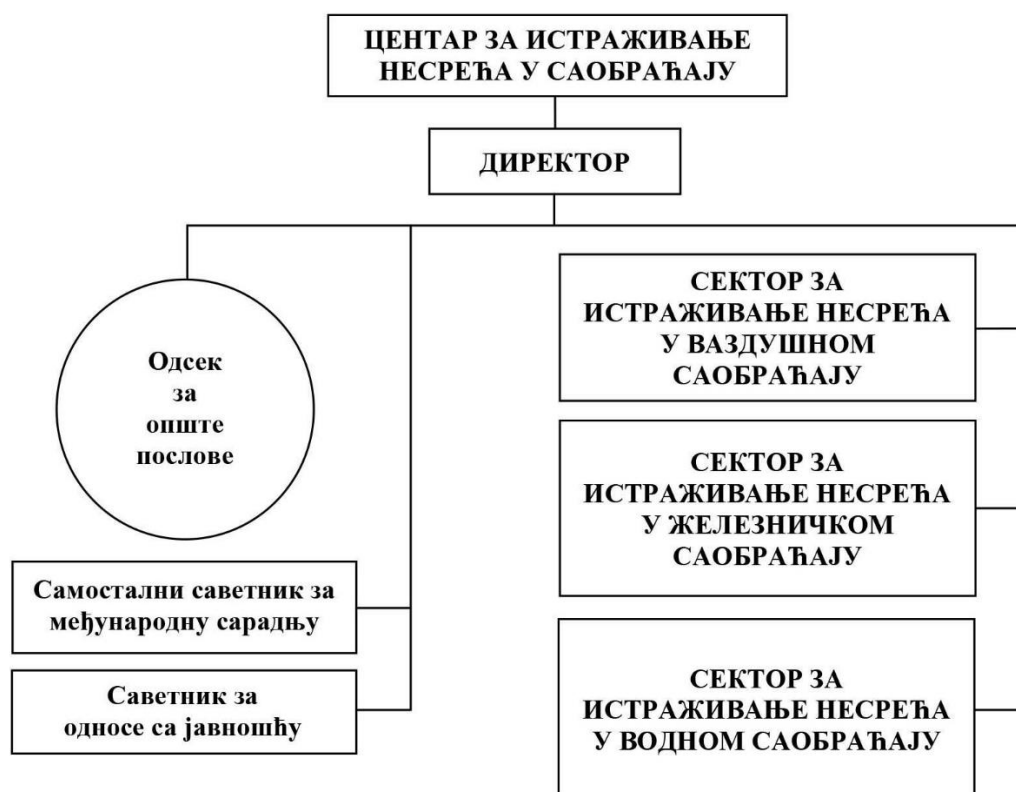 ЦЕНТАР ЗА ИСТРАЖИВАЊЕ
НЕСРЕЋА У САОБРАЋАЈУ
ДИРЕКТОР
Одсек
за
опште
послове
Самостални саветник за
међународну сарадњу
Саветник за
односе са јавношћу
СЕКТОР ЗА
ИСТРАЖИВАЊЕ НЕСРЕЋА
У ВАЗДУШНОМ
САОБРАЋАЈУ
СЕКТОР ЗА
ИСТРАЖИВАЊЕ НЕСРЕЋА
У ЖЕЛЕЗНИЧКОМ
САОБРАЋАЈУ
СЕКТОР ЗА
ИСТРАЖИВАЊЕ НЕСРЕЋА
У ВОДНОМ САОБРАЋАЈУ